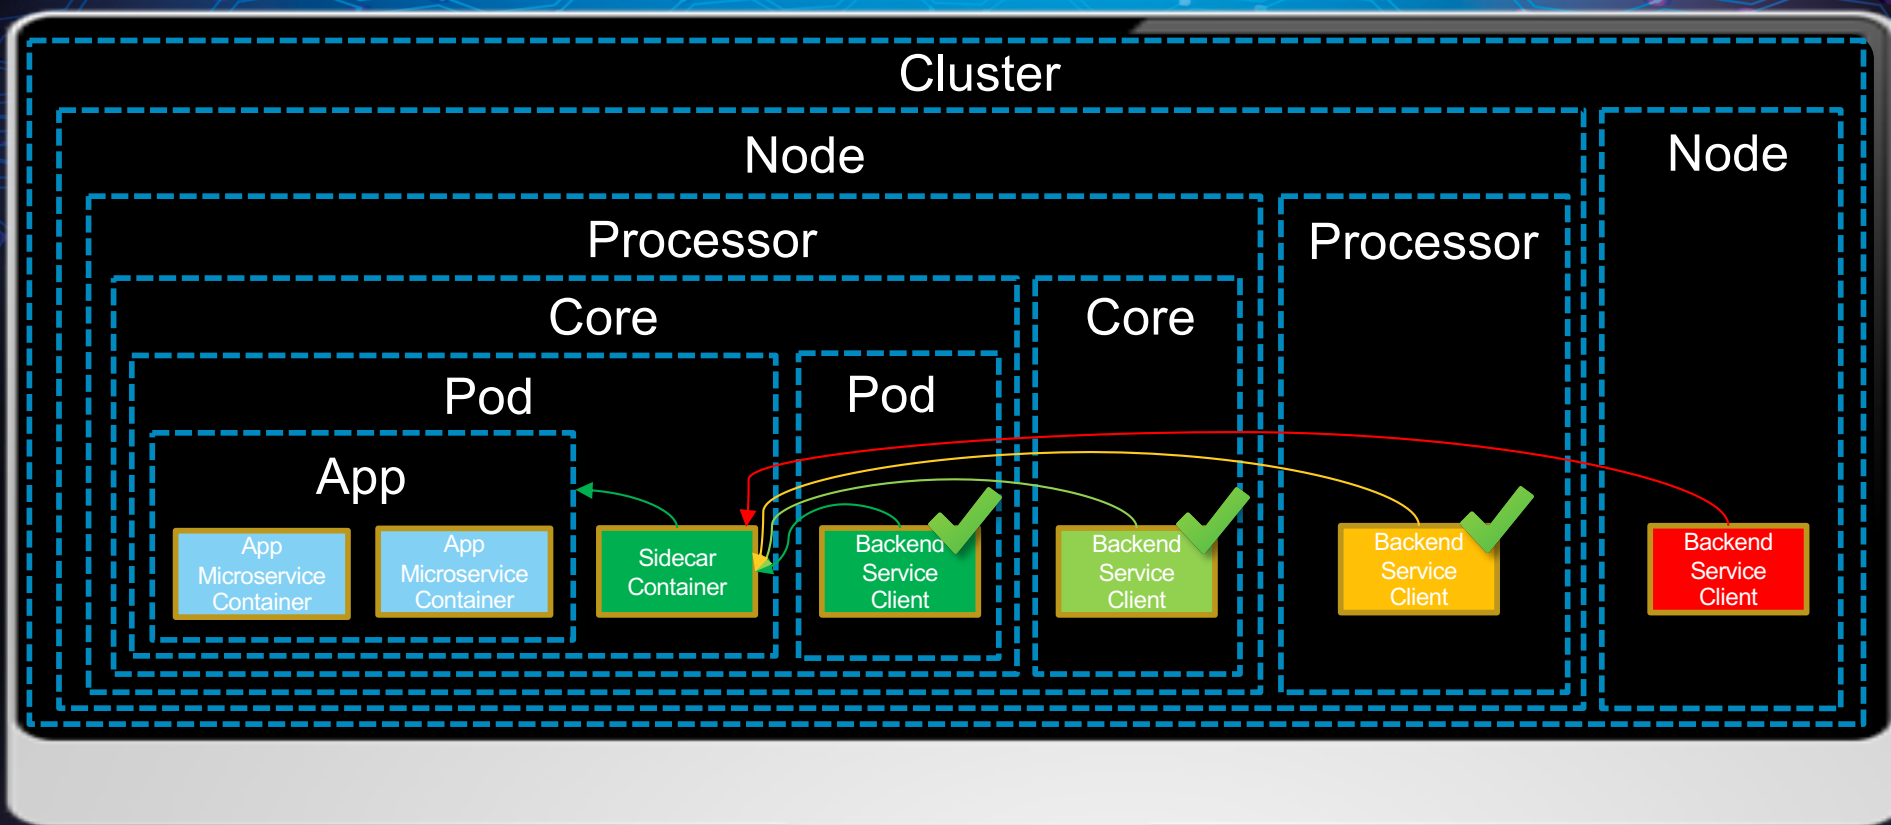 Cluster
Node
Node
Processor
Processor
Core
Core
Pod
Pod
App
App
Microservice
Container
App
Microservice
Container
Sidecar
Container
Backend
Service
Client
Backend
Service
Client
Backend
Service
Client
Backend
Service
Client